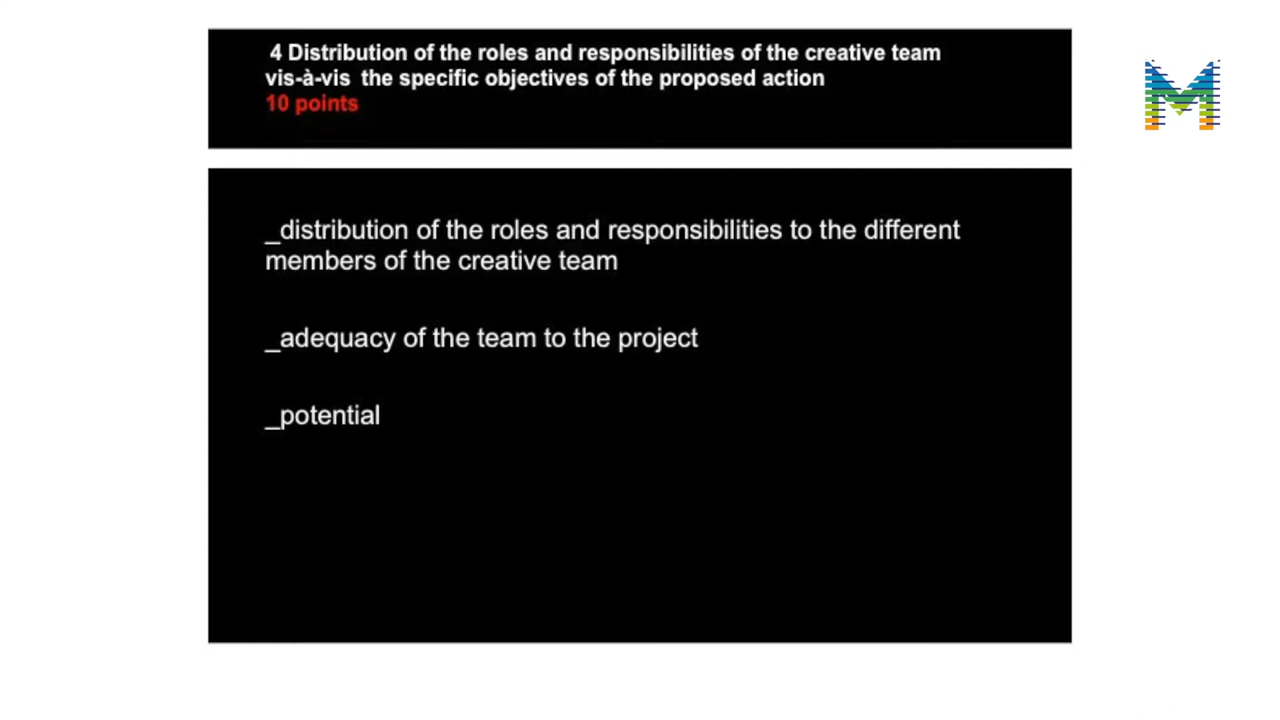 4 Distribution of the roles and responsibilities of the creative team
vis-à-vis the specific objectives of the proposed action
10 points
_distribution of the roles and responsibilities to the different
members of the creative team
_adequacy of the team to the project
_potential